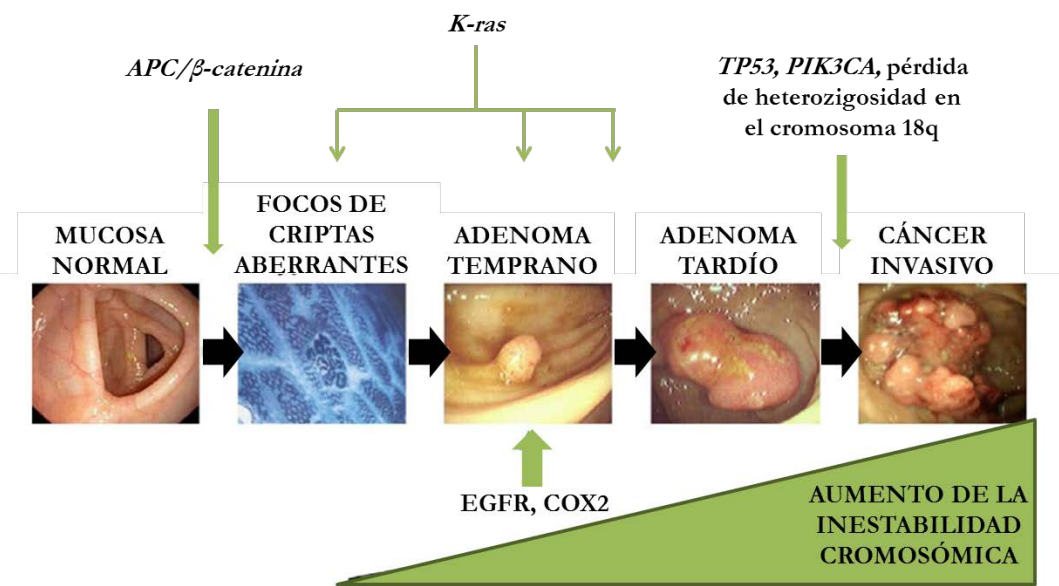 K-ras
APC/β-catenina
TP53, PIK3CA, pérdida
de heterozigosidad en
el cromosoma 18q
MUCOSA
NORMAL
FOCOS DE
CRIPTAS
ABERRANTES
ADENOMA
TEMPRANO
ADENOMA
TARDÍO
CÁNCER
INVASIVO
EGFR, COX2
AUMENTO DE LA
INESTABILIDAD
CROMOSÓMICA